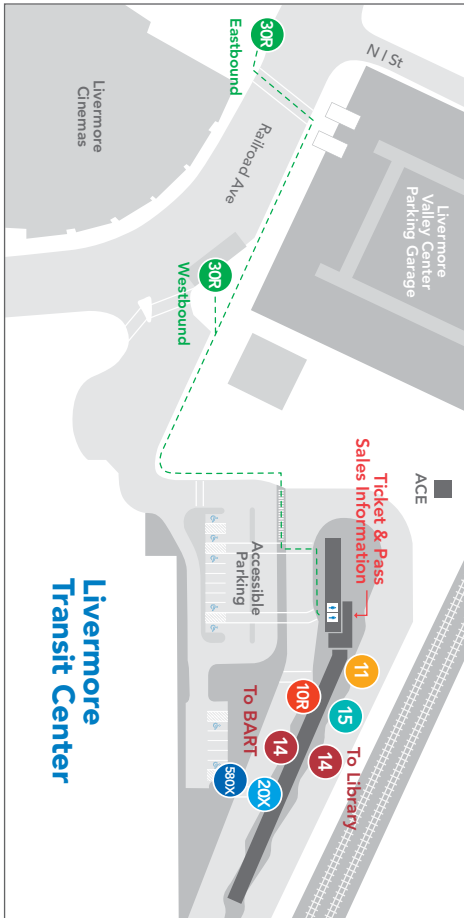 N I St
Livermore
Valley Center
Parking Garage
30R
Eastbound
Railroad Ave
Livermore
Cinemas
30R
Westbound
ACE
Ticket & Pass
Sales Information
Accessible
Parking
11
15
14
To Library
10R
14
To BART
20X
580X
Livermore
Transit Center